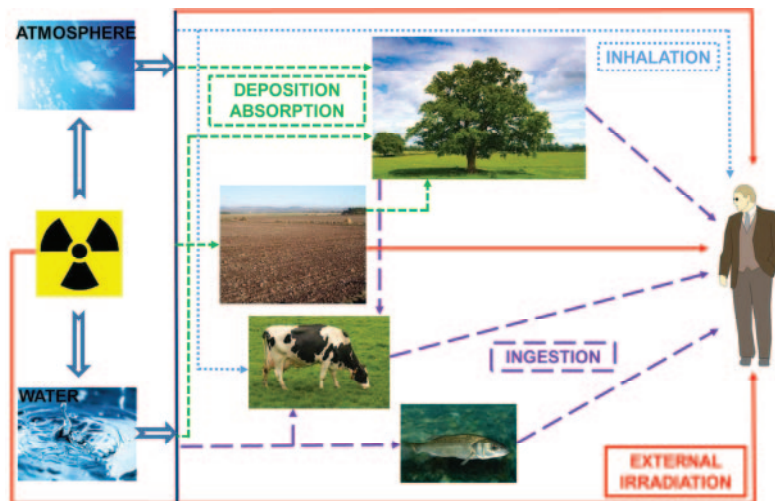 ATMOSPHERE
INHALATION
DEPOSITION
ABSORPTION
INGESTION
WATER
EXTERNAL
IRRADIATION